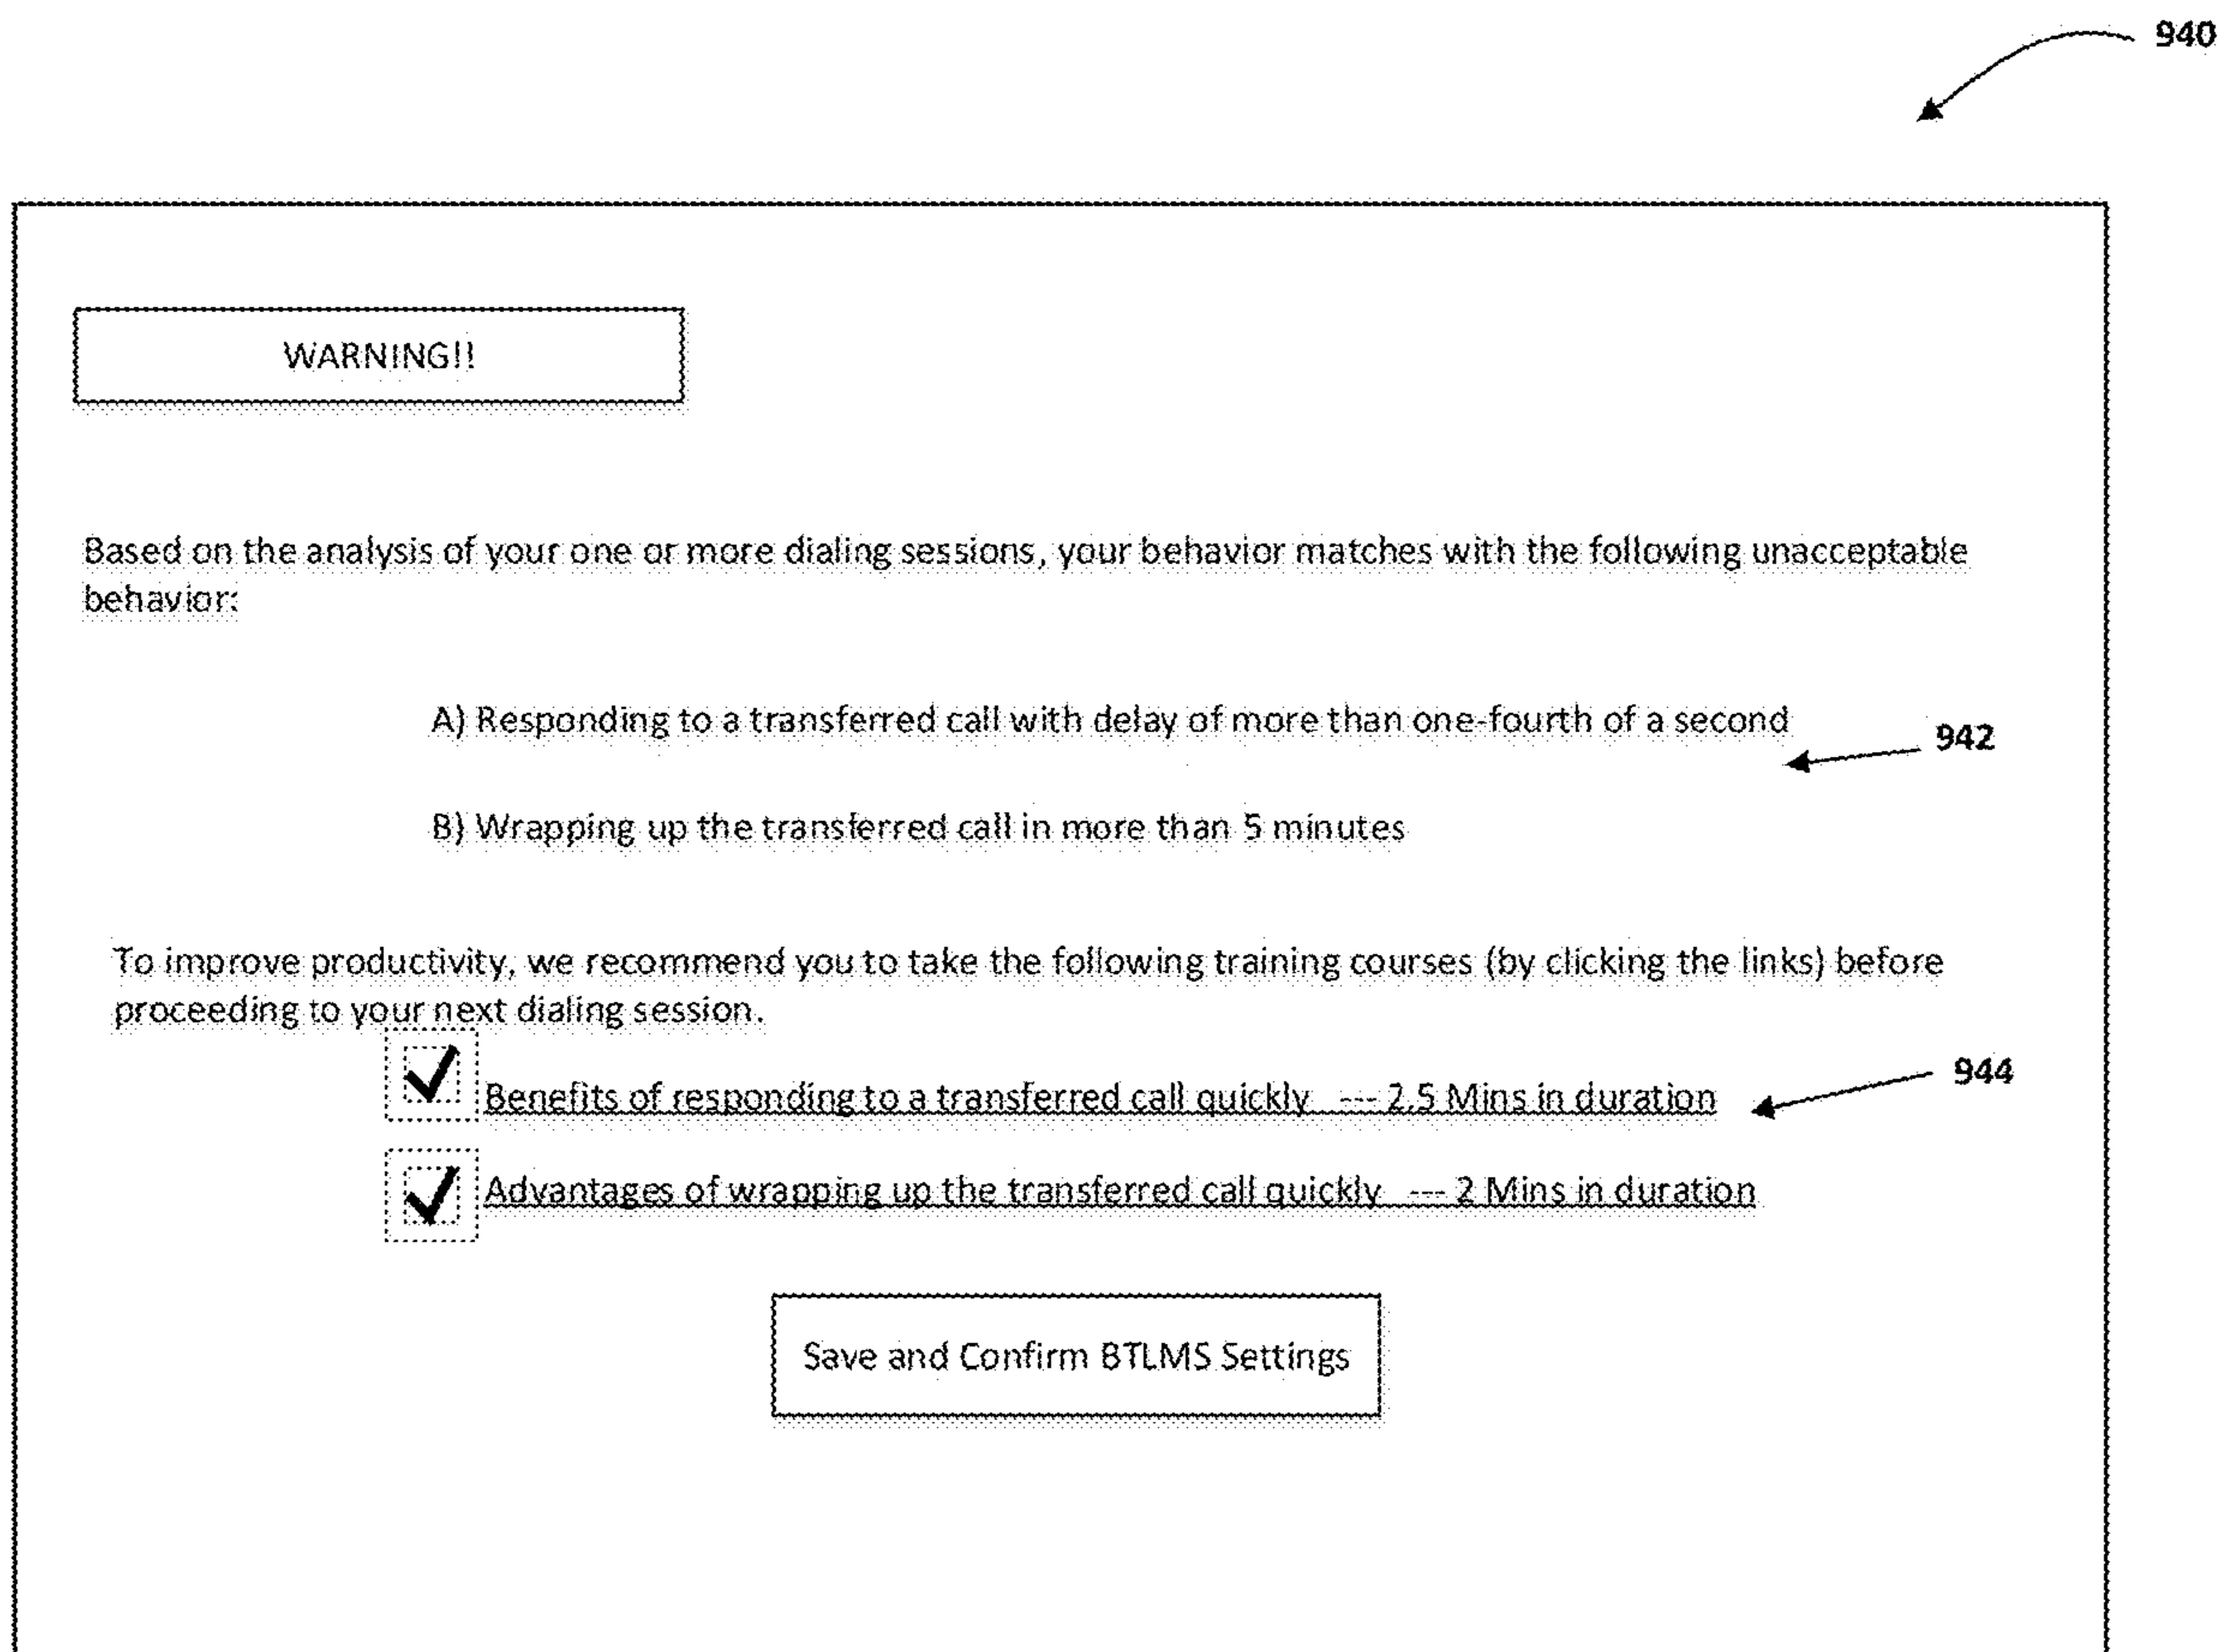 940
WARNING!!
Based on the analysis of your one or more dialing sessions, your behavior matches with the following unacceptable
behavior:
A) Responding to a transferred call with delay of more than one-fourth of a second
942
B) Wrapping up the transferred call in more than 5 minutes
To improve productivity, we recommend you to take the following training courses (by clicking the links) before
proceeding to your next dialing session.
Benefits of responding to a transferred call quickly --- 2.5 Mins in duration
944
Advantages of wrapping up the transferred call quickly --- 2 Mins in duration
Save and Confirm BTLMS Settings